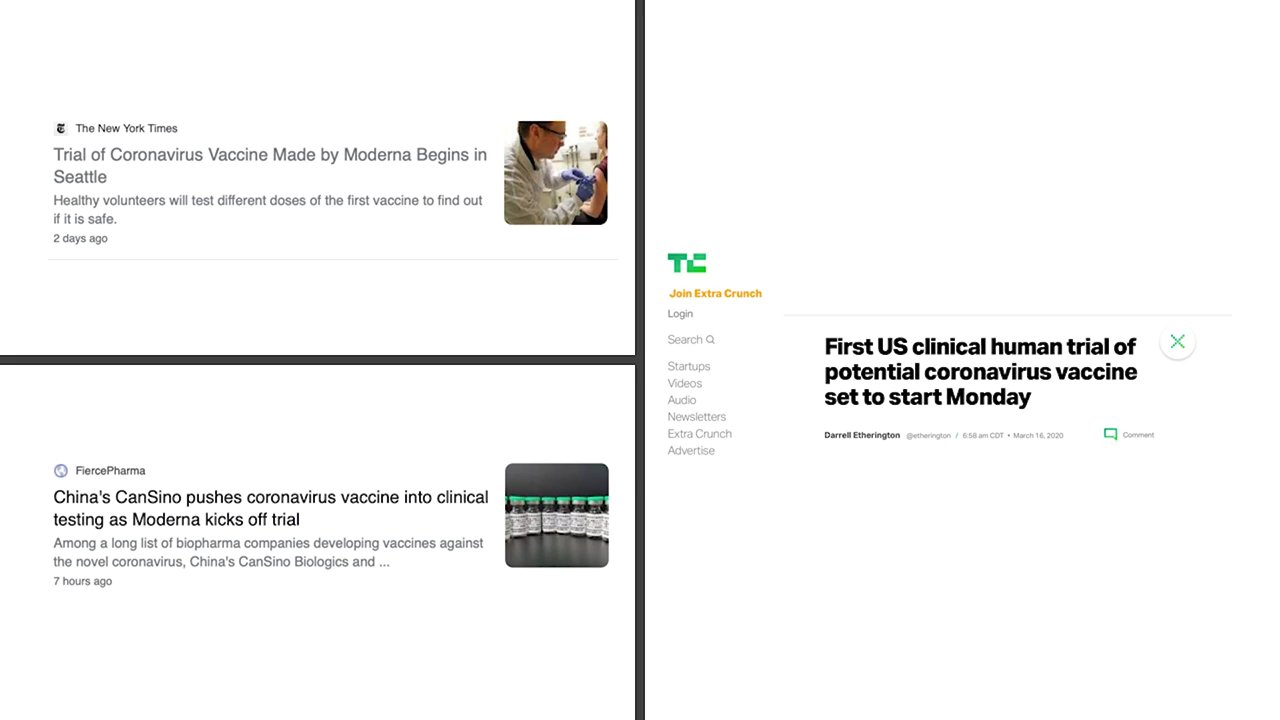 The New York Times
Trial of Coronavirus Vaccine Made by Moderna Begins in
Seattle
Healthy volunteers will test different doses of the first vaccine to find out
if it is safe.
2 days ago
FiercePharma
China's CanSino pushes coronavirus vaccine into clinical
testing as Moderna kicks off trial
Among a long list of biopharma companies developing vaccines against
the novel coronavirus, China's CanSino Biologics and ...
7 hours ago
TC
Join Extra Crunch
Login
Search
Startups
Videos
Audio
Newsletters
Extra Crunch
Advertise
First US clinical human trial of
potential coronavirus vaccine
set to start Monday
Darrell Etherington @etherington / 6:58 am CDT • March 16, 2020
Comment